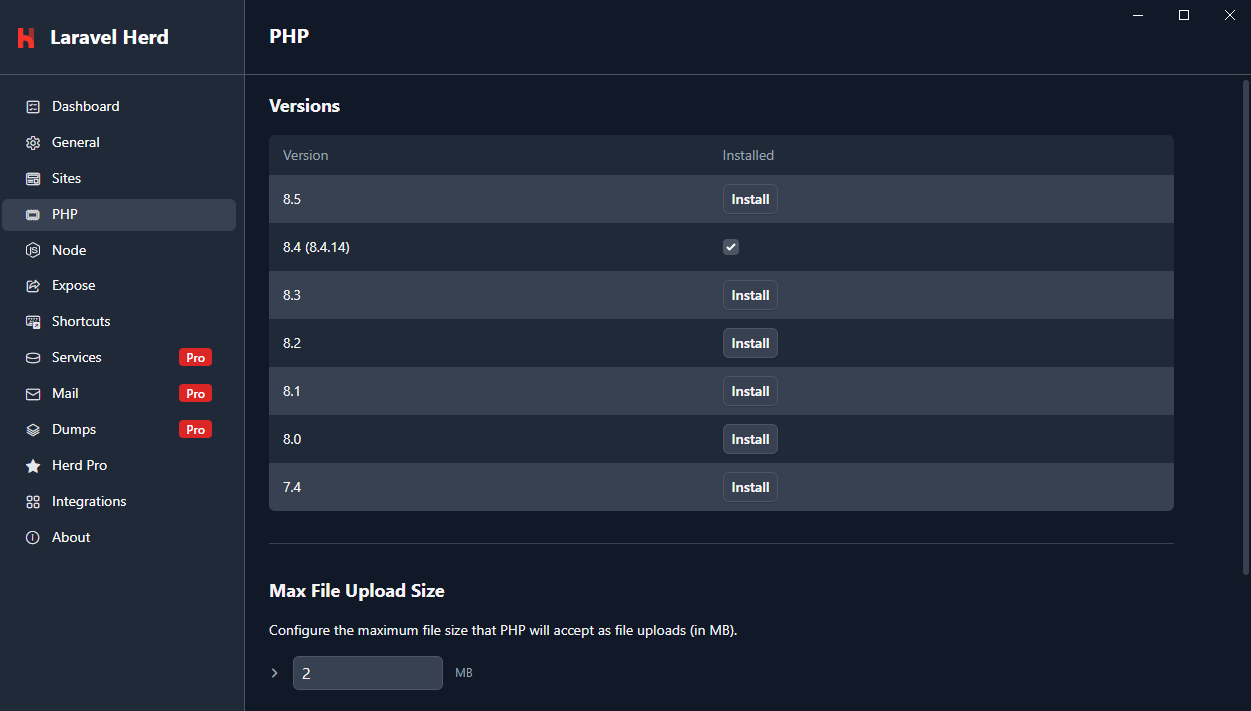 Laravel Herd
Dashboard
General
Sites
PHP
Node
Expose
Shortcuts
Services Pro
Mail Pro
Dumps Pro
Herd Pro
Integrations
About
PHP
Versions
Version Installed
8.5 Install
8.4 (8.4.14)
8.3 Install
8.2 Install
8.1 Install
8.0 Install
7.4 Install
Max File Upload Size
Configure the maximum file size that PHP will accept as file uploads (in MB).
2 MB